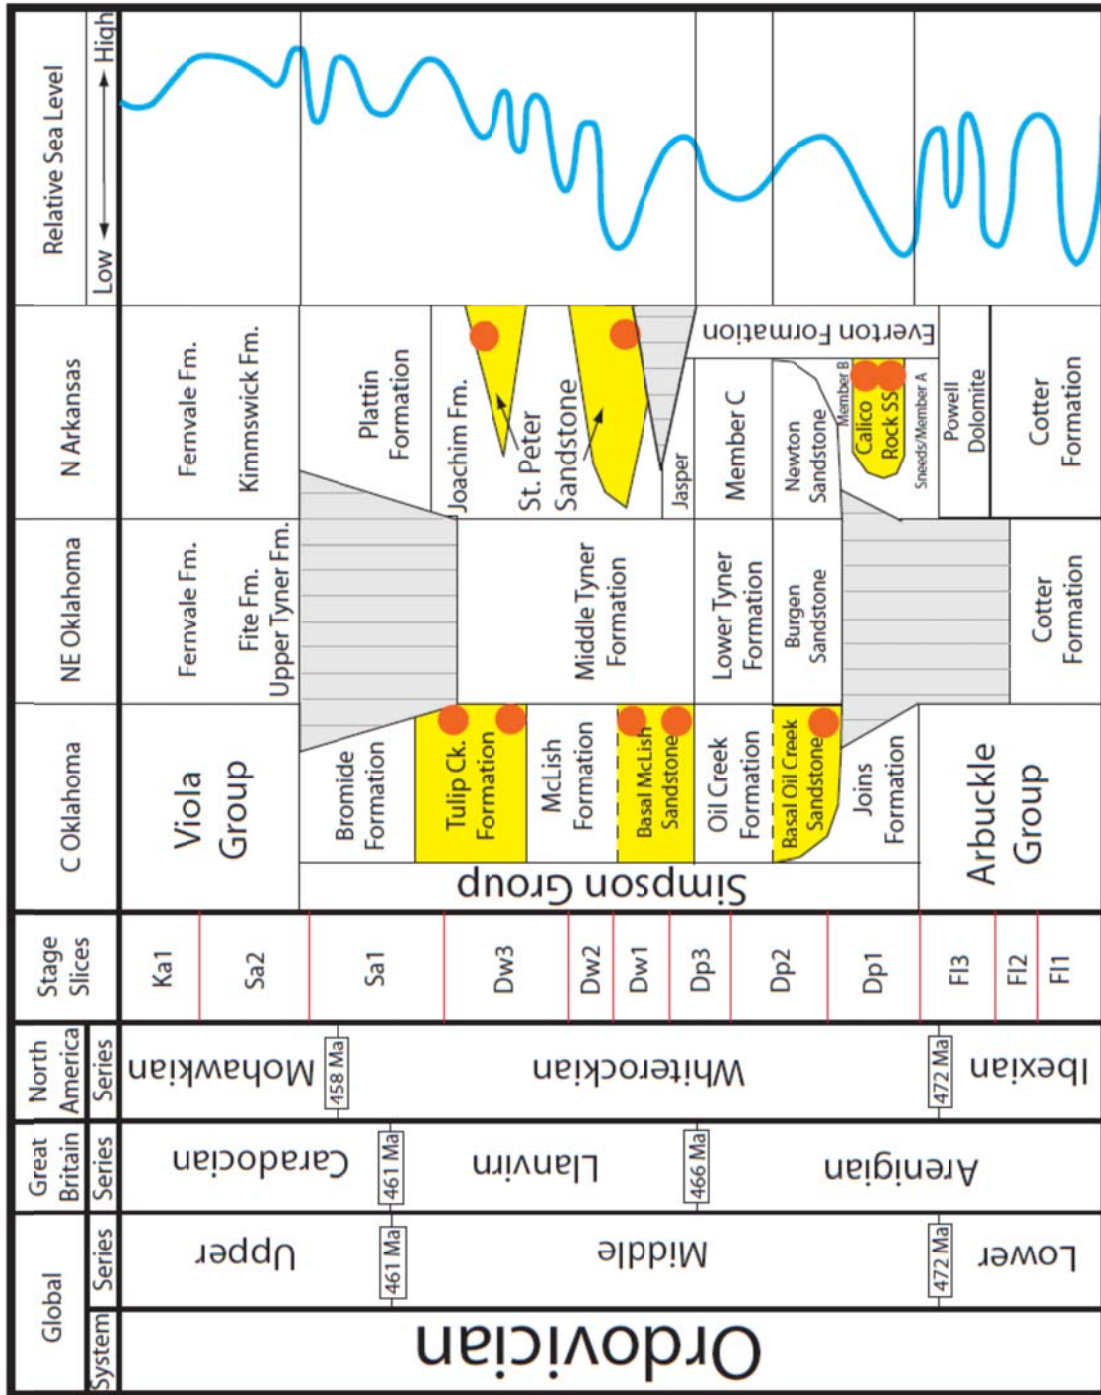 Relative Sea Level
Low
High
N Arkansas
Fernvale Fm.
Kimmswick Fm.
Plattin
Formation
Joachim Fm.
St. Peter
Sandstone
Jasper
Everton Formation
Member C
Newton
Sandstone
Member B
Calico
Rock SS
Sneeds/Member A
Powell
Dolomite
Cotter
Formation
NE Oklahoma
Fernvale Fm.
Fite Fm.
Upper Tyner Fm.
Middle Tyner
Formation
Lower Tyner
Formation
Burgen
Sandstone
Cotter
Formation
C Oklahoma
Viola
Group
Bromide
Formation
Tulip Ck.
Formation
McLish
Formation
Basal McLish
Sandstone
Oil Creek
Formation
Basal Oil Creek
Sandstone
Joins
Formation
Simpson Group
Arbuckle
Group
Stage
Slices
Ka1
Sa2
Sa1
Dw3
Dw2
Dw1
Dp3
Dp2
Dp1
Fl3
Fl2
Fl1
North
America
Series
Mohawkian
458 Ma
Whiterockian
472 Ma
Ibexian
Great
Britain
Series
Caradocian
461 Ma
Llanvirn
466 Ma
Arenigian
Global
Series
Upper
461 Ma
Middle
472 Ma
Lower
System
Ordovician